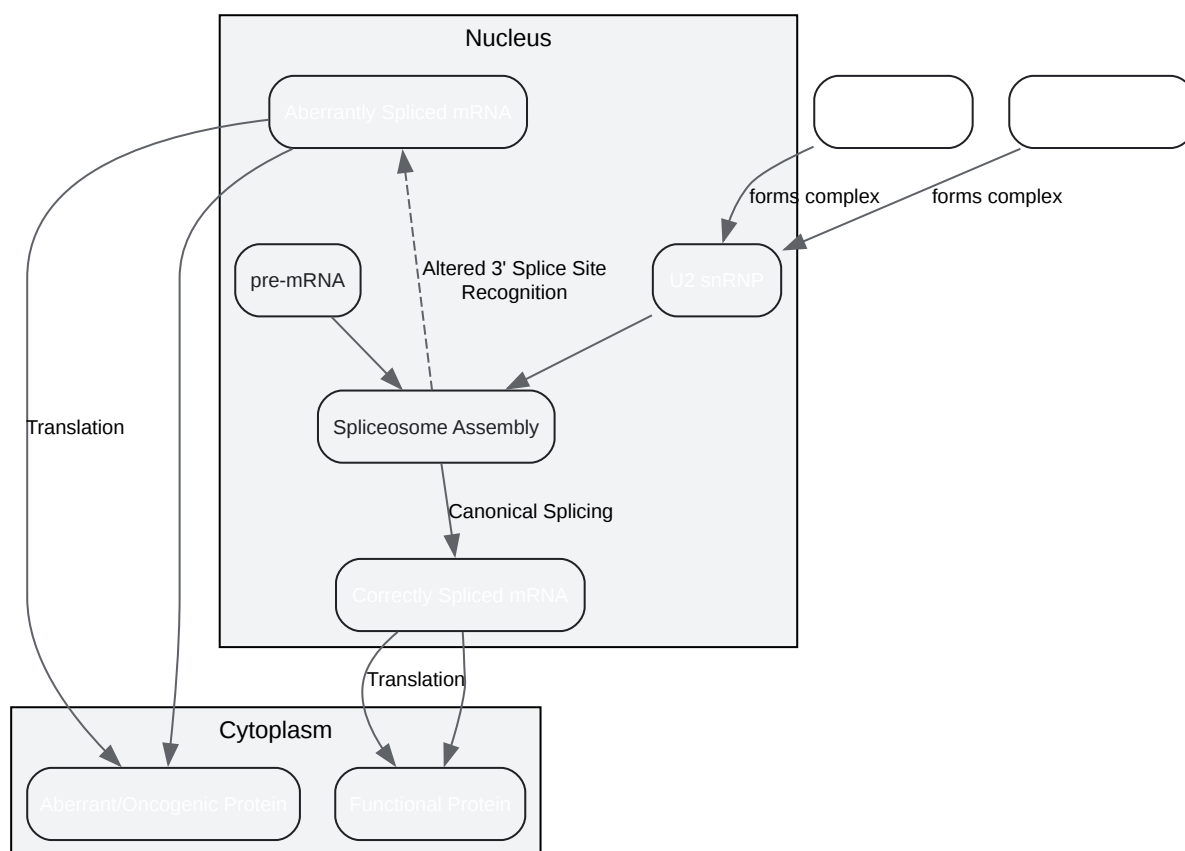 Nucleus
Aberrantly Spliced mRNA
forms complex
forms complex
Altered 3' Splice Site
Recognition
pre-mRNA
U2 snRNP
Translation
Spliceosome Assembly
Canonical Splicing
Correctly Spliced mRNA
Translation
Cytoplasm
Aberrant/Oncogenic Protein
Functional Protein